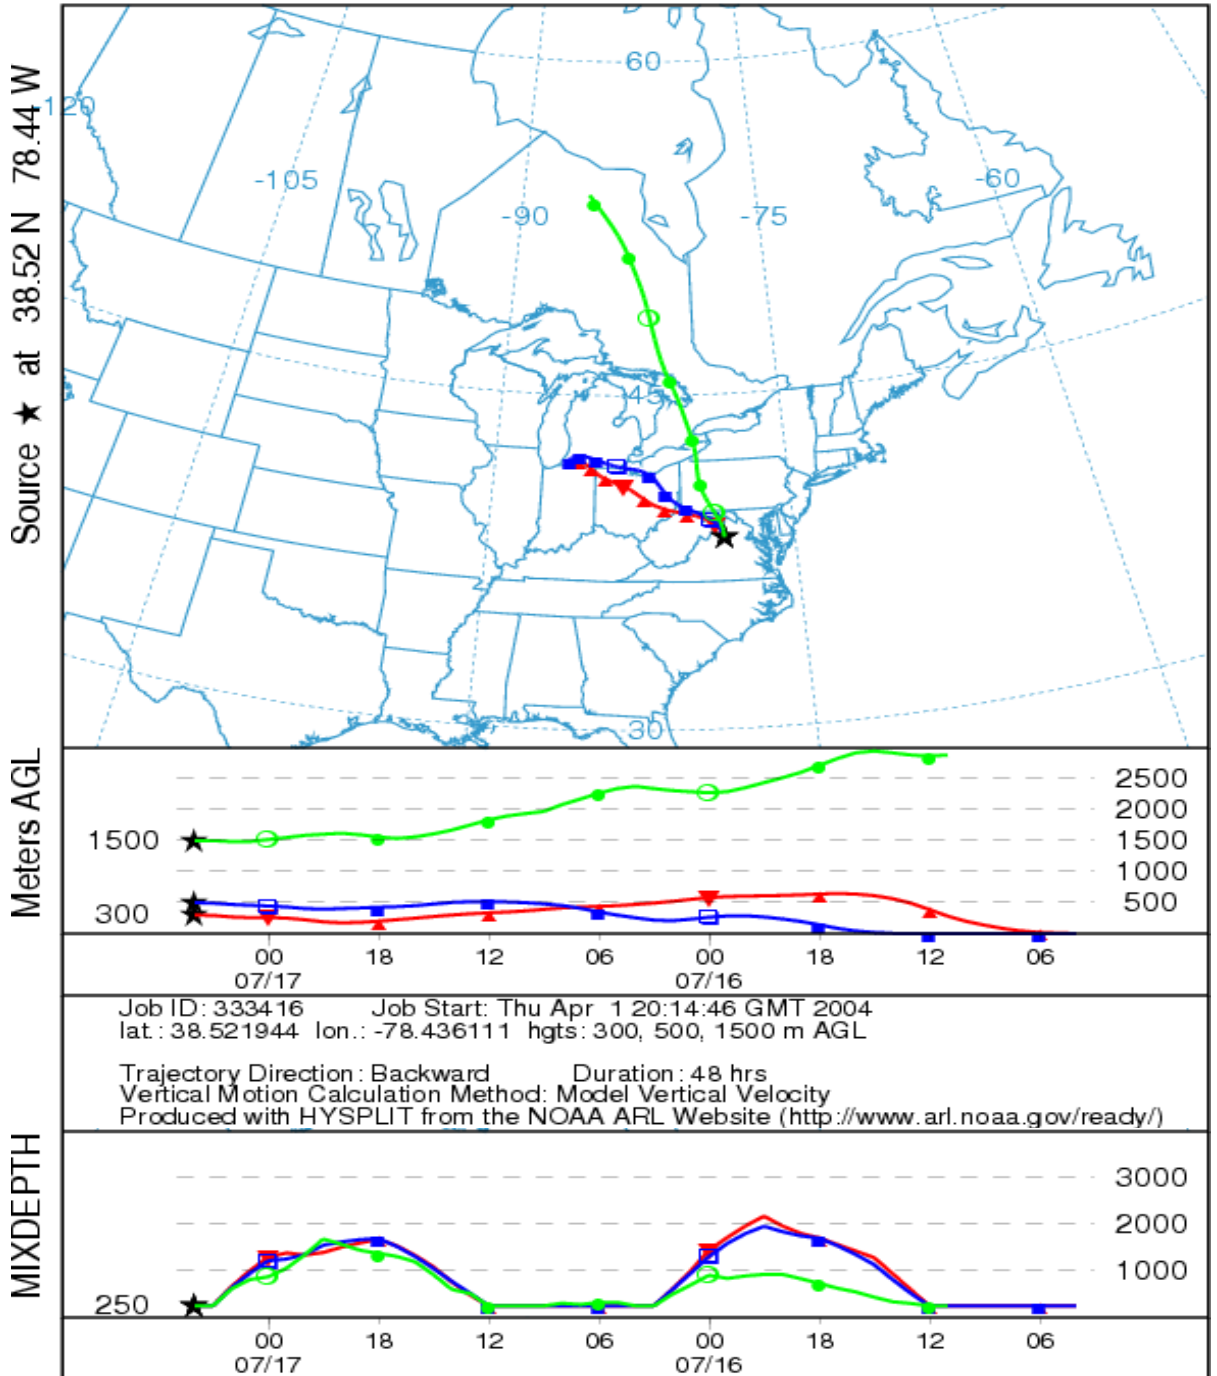 Source ★ at 38.52 N 78.44 W
60
-120
-105
-60
-90
-75
45
30
Meters AGL
2500
2000
1500
1500
1000
500
300
00 18 12 06 00 18 12 06
07/17 07/16
Job ID: 333416 Job Start: Thu Apr 1 20:14:46 GMT 2004
lat.: 38.521944 lon.: -78.436111 hgts: 300, 500, 1500 m AGL
Trajectory Direction: Backward Duration: 48 hrs
Vertical Motion Calculation Method: Model Vertical Velocity
Produced with HYSPLIT from the NOAA ARL Website (http://www.arl.noaa.gov/ready/)
MIXDEPTH
3000
2000
1000
250
00 18 12 06 00 18 12 06
07/17 07/16